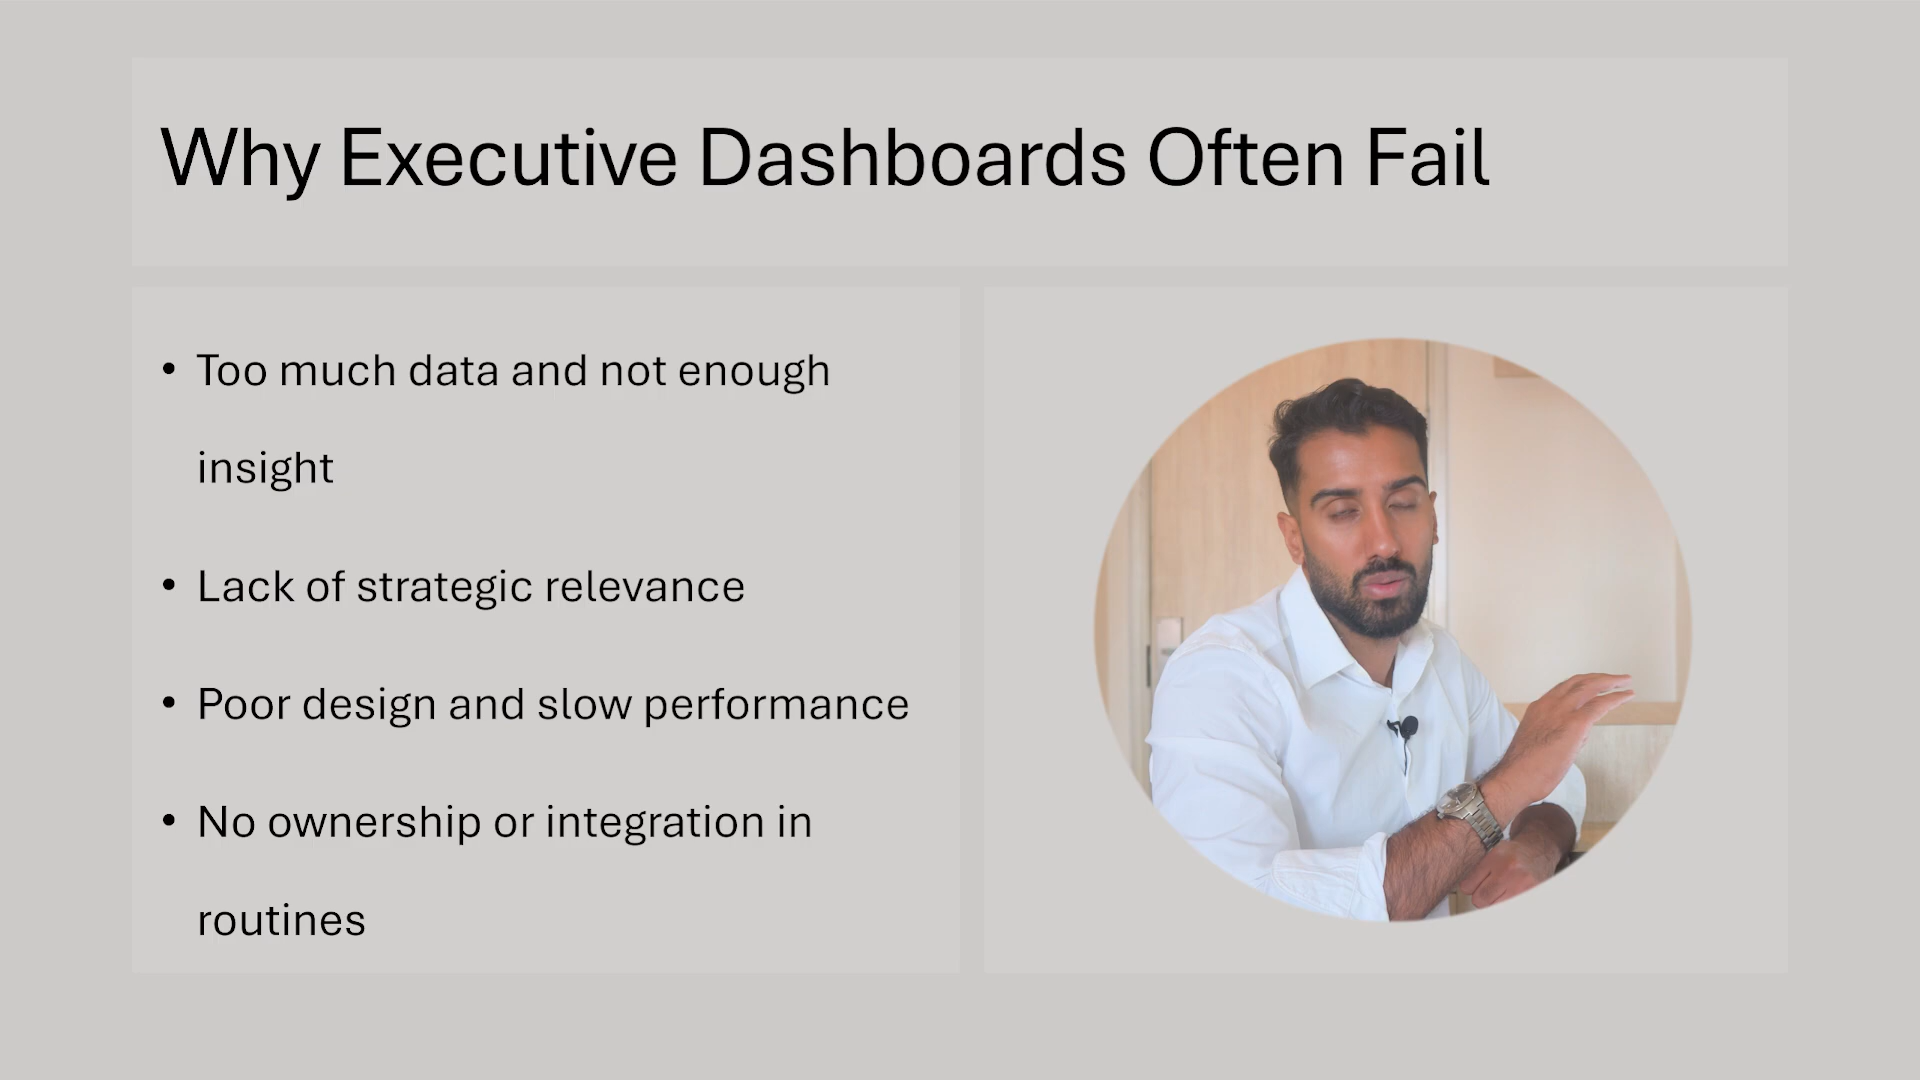 Why Executive Dashboards Often Fail
• Too much data and not enough
insight
• Lack of strategic relevance
• Poor design and slow performance
• No ownership or integration in
routines